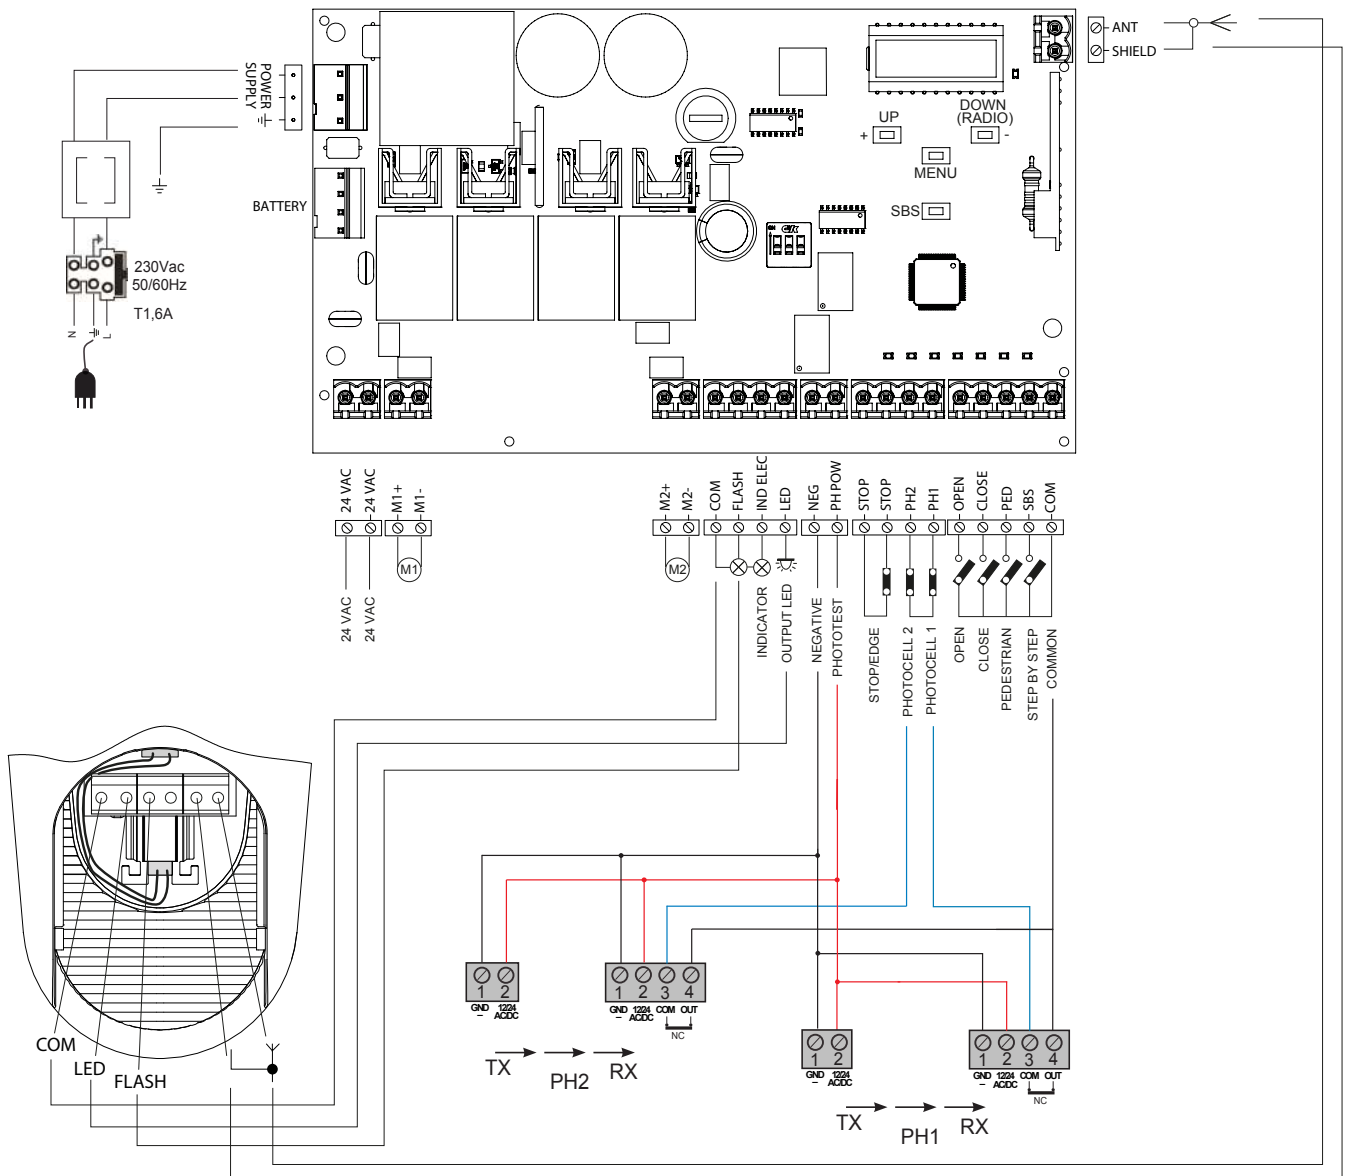 ANT
SHIELD
POWER
SUPPLY
BATTERY
UP
+
DOWN
(RADIO)
-
MENU
SBS
ON
230Vac
50/60Hz
T1,6A
N
L
24 VAC
24 VAC
M1+
M1-
M2+
M2-
COM
FLASH
IND ELEC
LED
NEG
PH POW
STOP
STOP
PH2
PH1
OPEN
CLOSE
PED
SBS
COM
M1
M2
24 VAC
24 VAC
INDICATOR
OUTPUT LED
NEGATIVE
PHOTOTEST
STOP/EDGE
PHOTOCELL 2
PHOTOCELL 1
OPEN
CLOSE
PEDESTRIAN
STEP BY STEP
COMMON
COM
LED
FLASH
1 2
GND 12/24
– AC/DC
1 2 3 4
GND 12/24 COM OUT
– AC/DC
NC
TX RX
PH2
1 2
GND 12/24
– AC/DC
1 2 3 4
GND 12/24 COM OUT
– AC/DC
NC
TX RX
PH1